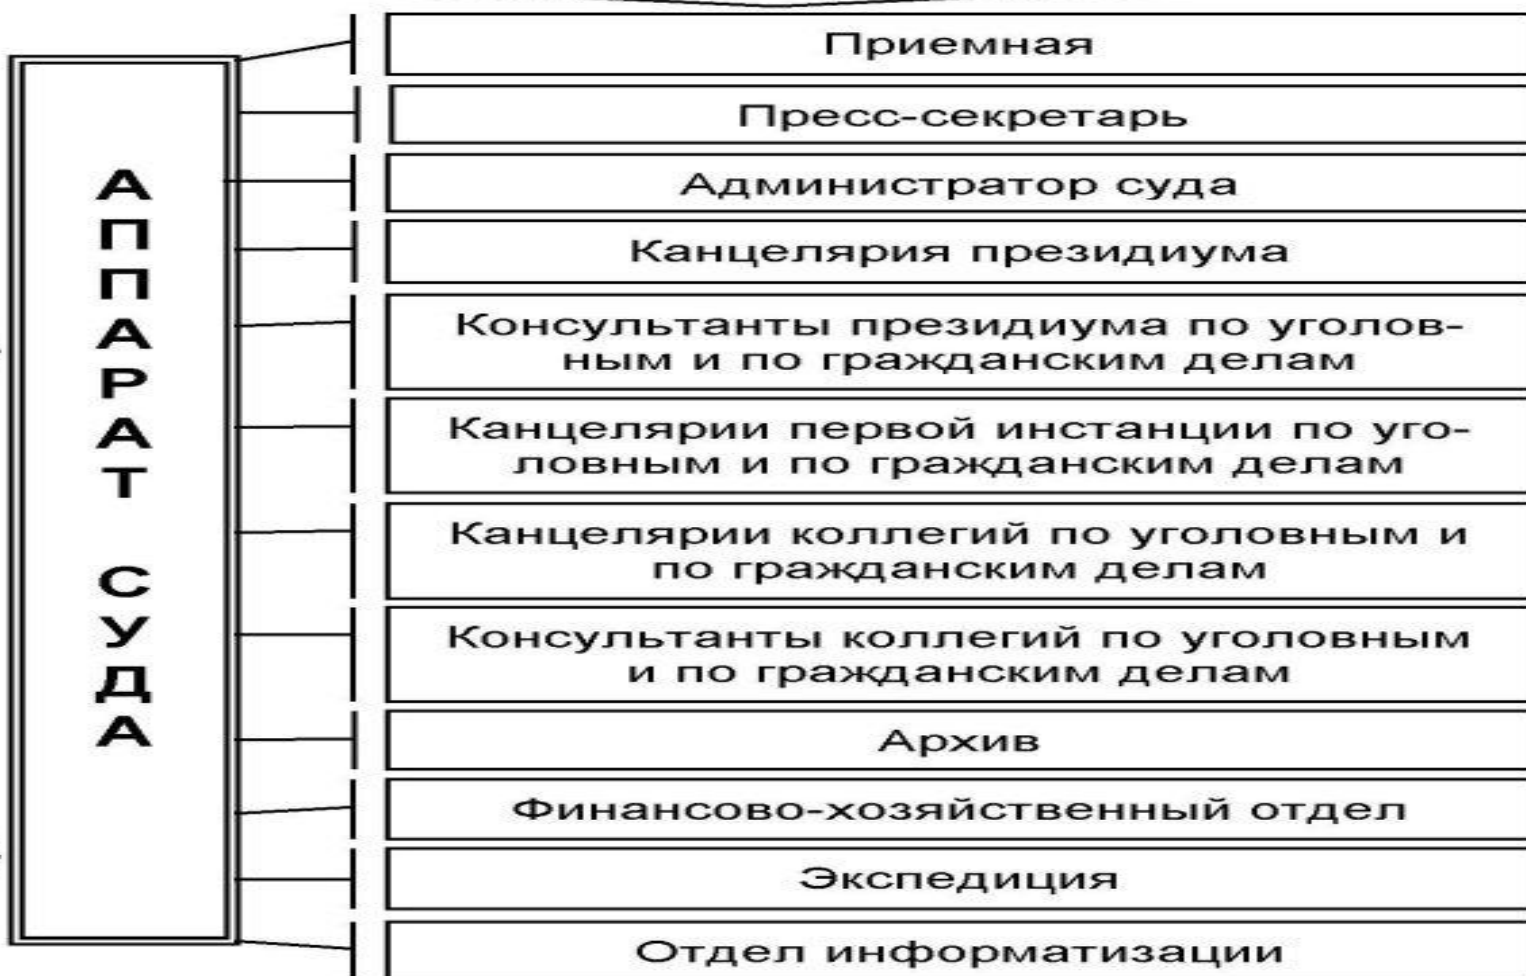 АППАРАТ СУДА
Приемная
Пресс-секретарь
Администратор суда
Канцелярия президиума
Консультанты президиума по уголов-
ным и по гражданским делам
Канцелярии первой инстанции по уго-
ловным и по гражданским делам
Канцелярии коллегий по уголовным и
по гражданским делам
Консультанты коллегий по уголовным
и по гражданским делам
Архив
Финансово-хозяйственный отдел
Экспедиция
Отдел информатизации